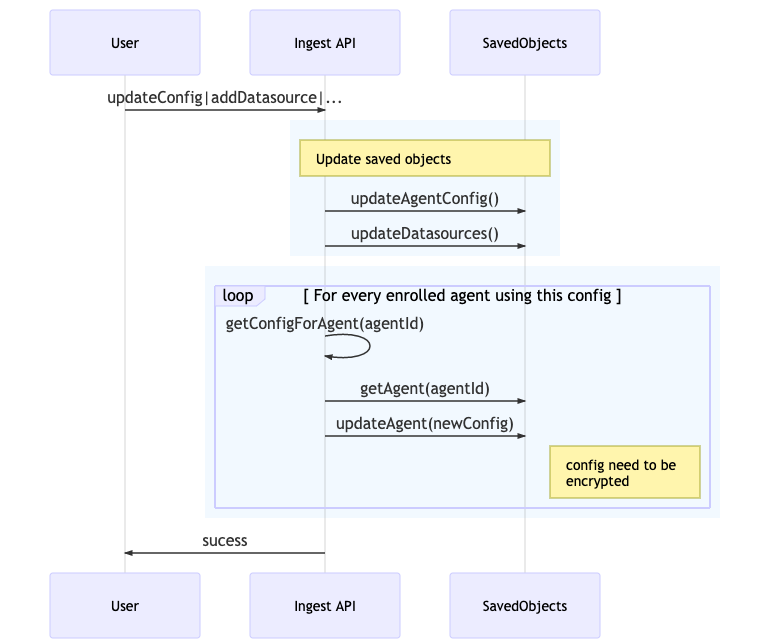 User
Ingest API
SavedObjects
updateConfig|addDatasource|...
Update saved objects
updateAgentConfig()
updateDatasources()
loop
[ For every enrolled agent using this config ]
getConfigForAgent(agentId)
getAgent(agentId)
updateAgent(newConfig)
config need to be
encrypted
sucess
User
Ingest API
SavedObjects